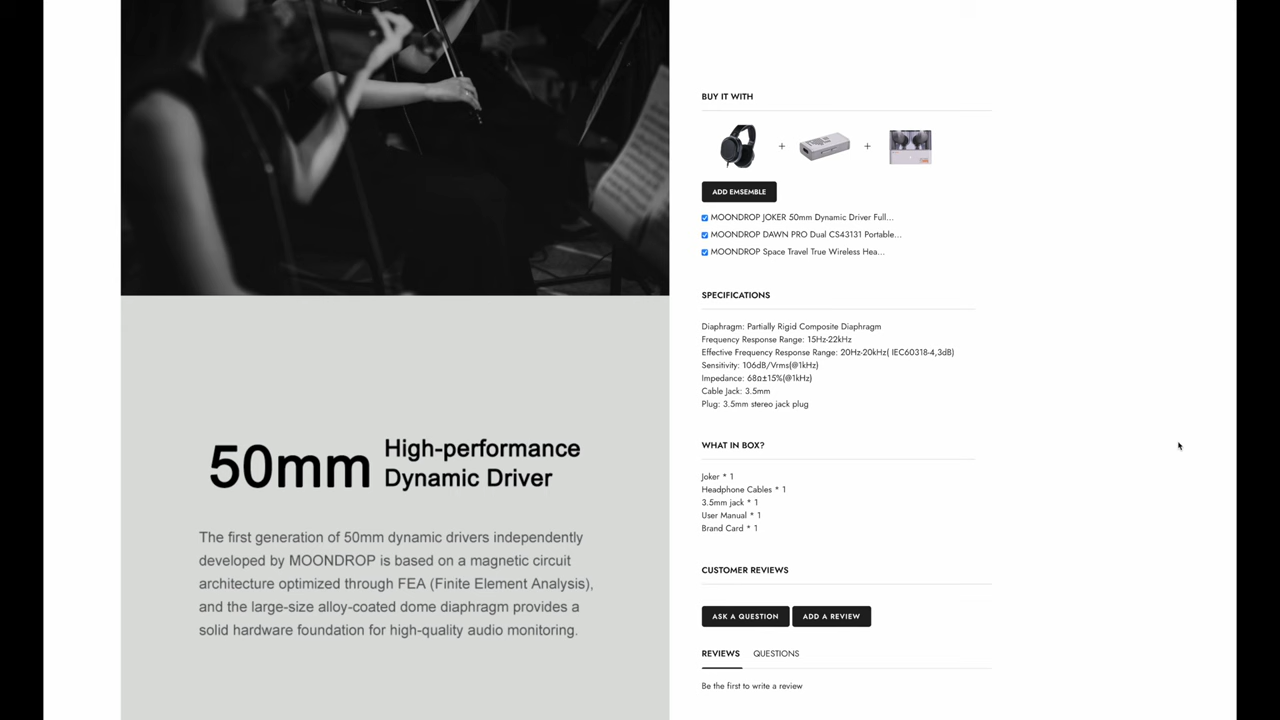 BUY IT WITH
+ +
ADD EMSEMBLE
MOONDROP JOKER 50mm Dynamic Driver Full...
MOONDROP DAWN PRO Dual CS43131 Portable...
MOONDROP Space Travel True Wireless Hea...
SPECIFICATIONS
Diaphragm: Partially Rigid Composite Diaphragm
Frequency Response Range: 15Hz-22kHz
Effective Frequency Response Range: 20Hz-20kHz( IEC60318-4,3dB)
Sensitivity: 106dB/Vrms(@1kHz)
Impedance: 68Ω±15%(@1kHz)
Cable Jack: 3.5mm
Plug: 3.5mm stereo jack plug
WHAT IN BOX?
Joker * 1
Headphone Cables * 1
3.5mm jack * 1
User Manual * 1
Brand Card * 1
CUSTOMER REVIEWS
ASK A QUESTION ADD A REVIEW
REVIEWS QUESTIONS
Be the first to write a review
50mm High-performance
Dynamic Driver
The first generation of 50mm dynamic drivers independently
developed by MOONDROP is based on a magnetic circuit
architecture optimized through FEA (Finite Element Analysis),
and the large-size alloy-coated dome diaphragm provides a
solid hardware foundation for high-quality audio monitoring.